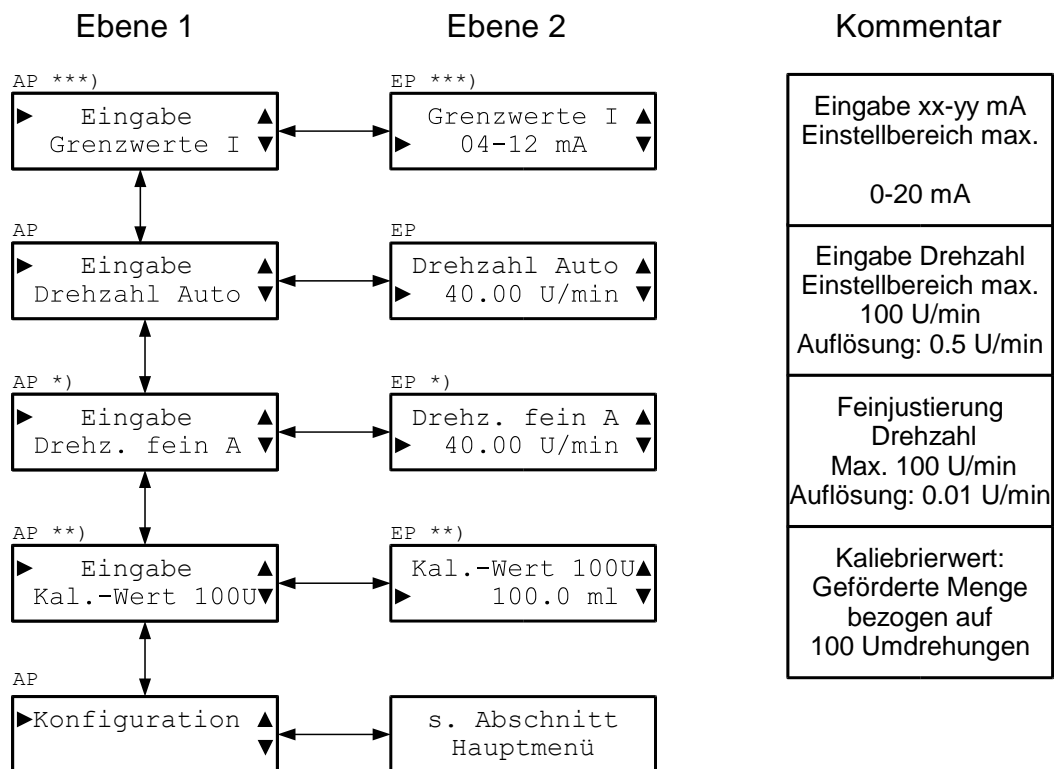 Ebene 1 Ebene 2 Kommentar
AP ***) EP ***)
► Eingabe ▲
Grenzwerte I ▼
Grenzwerte I ▲
► 04-12 mA ▼
Eingabe xx-yy mA
Einstellbereich max.
0-20 mA
AP EP
► Eingabe ▲
Drehzahl Auto ▼
Drehzahl Auto ▲
► 40.00 U/min ▼
Eingabe Drehzahl
Einstellbereich max.
100 U/min
Auflösung: 0.5 U/min
AP *) EP *)
► Eingabe ▲
Drehz. fein A ▼
Drehz. fein A ▲
► 40.00 U/min ▼
Feinjustierung
Drehzahl
Max. 100 U/min
Auflösung: 0.01 U/min
AP **) EP **)
► Eingabe ▲
Kal.-Wert 100U▼
Kal.-Wert 100U▲
► 100.0 ml ▼
Kaliebrierwert:
Geförderte Menge
bezogen auf
100 Umdrehungen
AP
►Konfiguration ▲
▼
s. Abschnitt
Hauptmenü